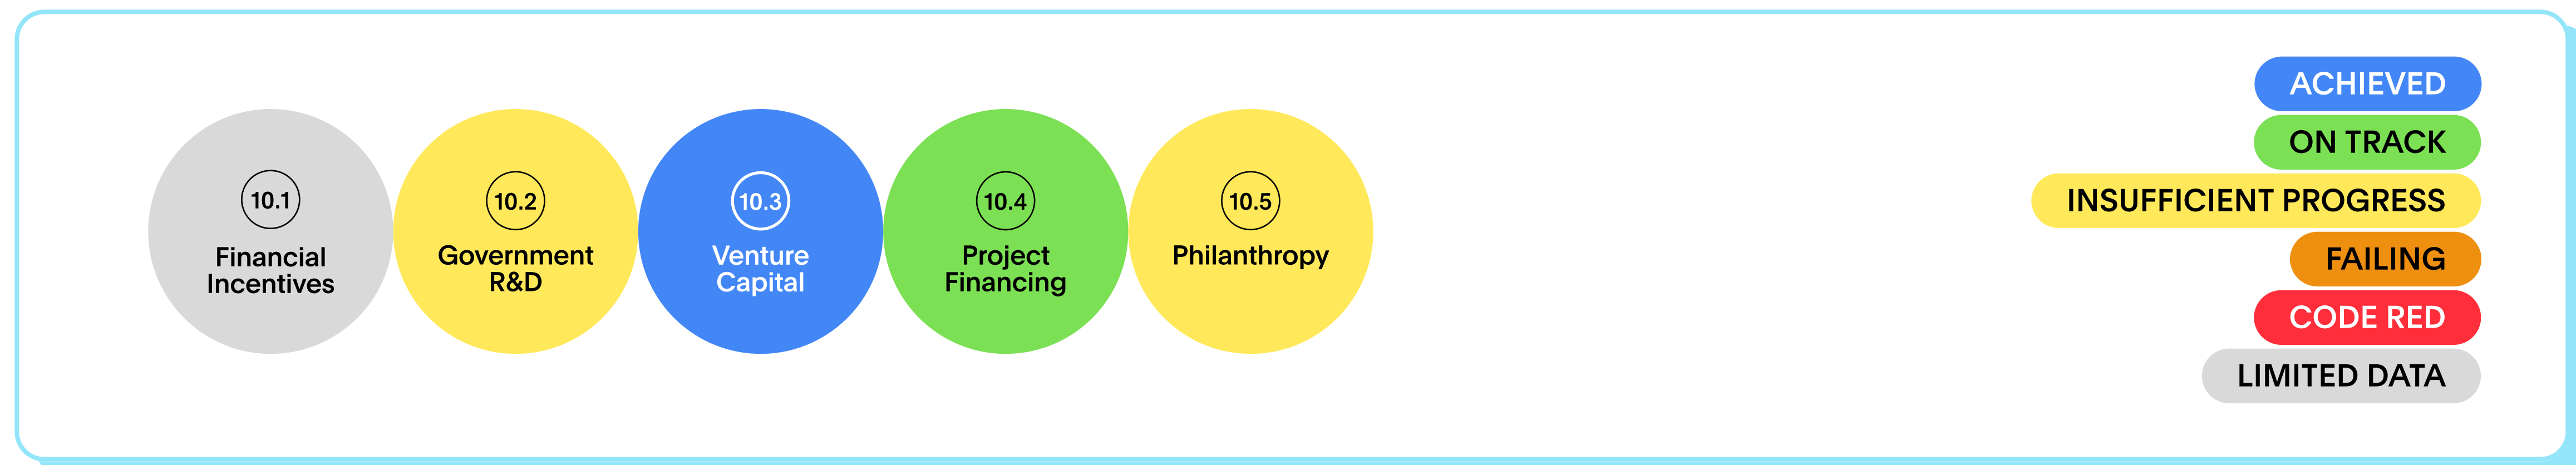 10.1
Financial
Incentives
10.2
Government
R&D
10.3
Venture
Capital
10.4
Project
Financing
10.5
Philanthropy
ACHIEVED
ON TRACK
INSUFFICIENT PROGRESS
FAILING
CODE RED
LIMITED DATA